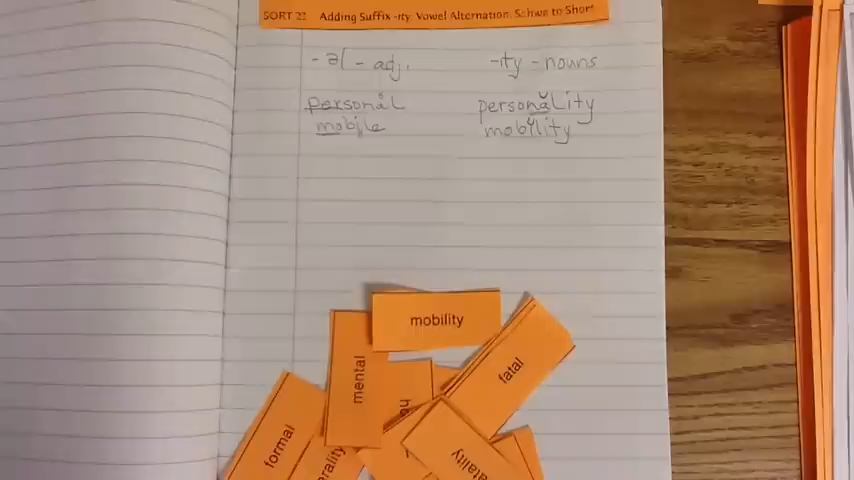 SORT 22 Adding Suffix -ity: Vowel Alternation, Schwa to Short
-al - adj. -ity - nouns
personal personality
mobile mobility
mobility
mental
fatal
formal